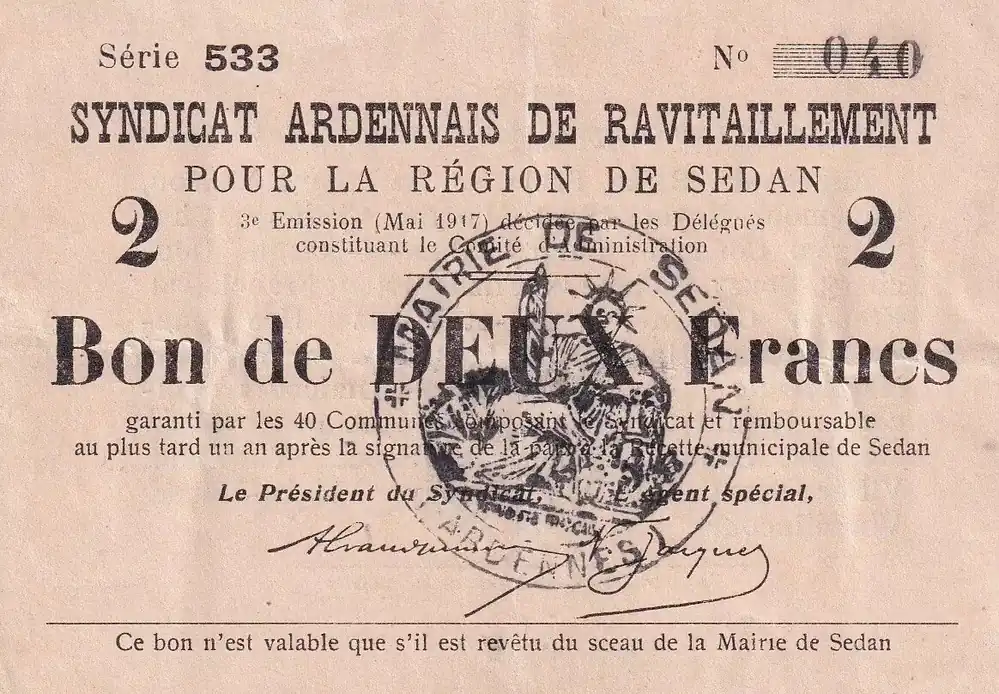 Série 533 No 040
SYNDICAT ARDENNAIS DE RAVITAILLEMENT
POUR LA RÉGION DE SEDAN
2 2
3e Emission (Mai 1917) décidée par les Délégués
constituant le Comité d'Administration
Bon de DEUX Francs
garanti par les 40 Communes composant le Syndicat et remboursable
au plus tard un an après la signature de la paix à la Recette municipale de Sedan
Le Président du Syndicat, L'Agent spécial,
MAIRIE DE SEDAN
(ARDENNES)
Ce bon n'est valable que s'il est revêtu du sceau de la Mairie de Sedan